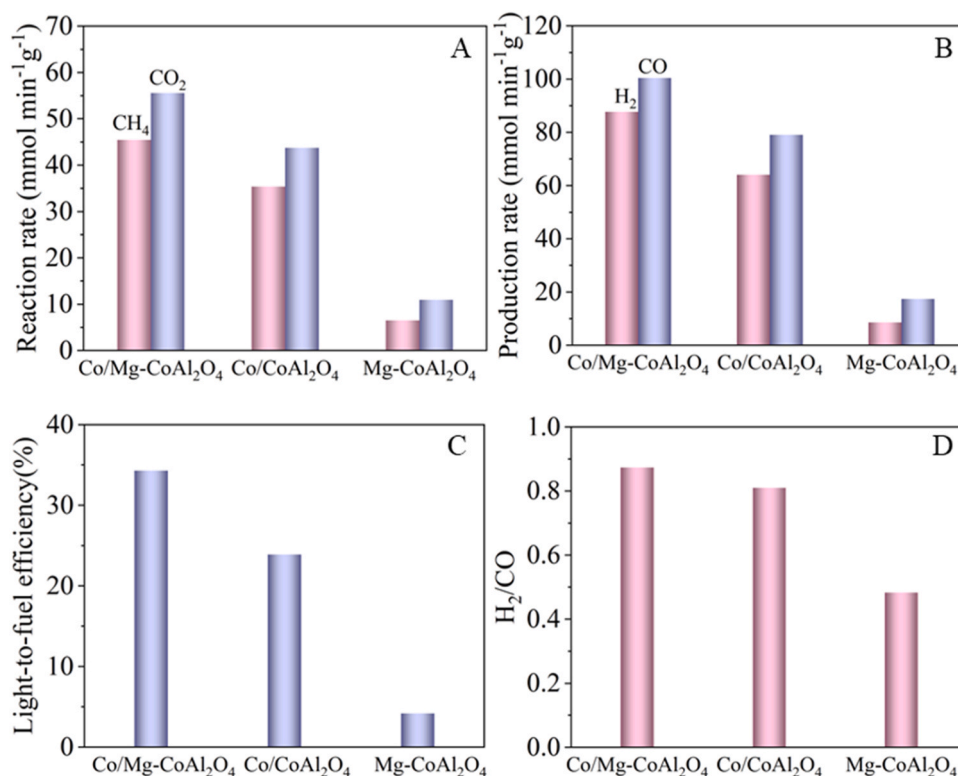 A
Reaction rate (mmol min⁻¹g⁻¹)
70
60
50
40
30
20
10
0
CH₄
CO₂
Co/Mg-CoAl₂O₄ Co/CoAl₂O₄ Mg-CoAl₂O₄
B
Production rate (mmol min⁻¹g⁻¹)
120
100
80
60
40
20
0
H₂
CO
Co/Mg-CoAl₂O₄ Co/CoAl₂O₄ Mg-CoAl₂O₄
C
Light-to-fuel efficiency(%)
40
30
20
10
0
Co/Mg-CoAl₂O₄ Co/CoAl₂O₄ Mg-CoAl₂O₄
D
H₂/CO
1.0
0.8
0.6
0.4
0.2
0.0
Co/Mg-CoAl₂O₄ Co/CoAl₂O₄ Mg-CoAl₂O₄